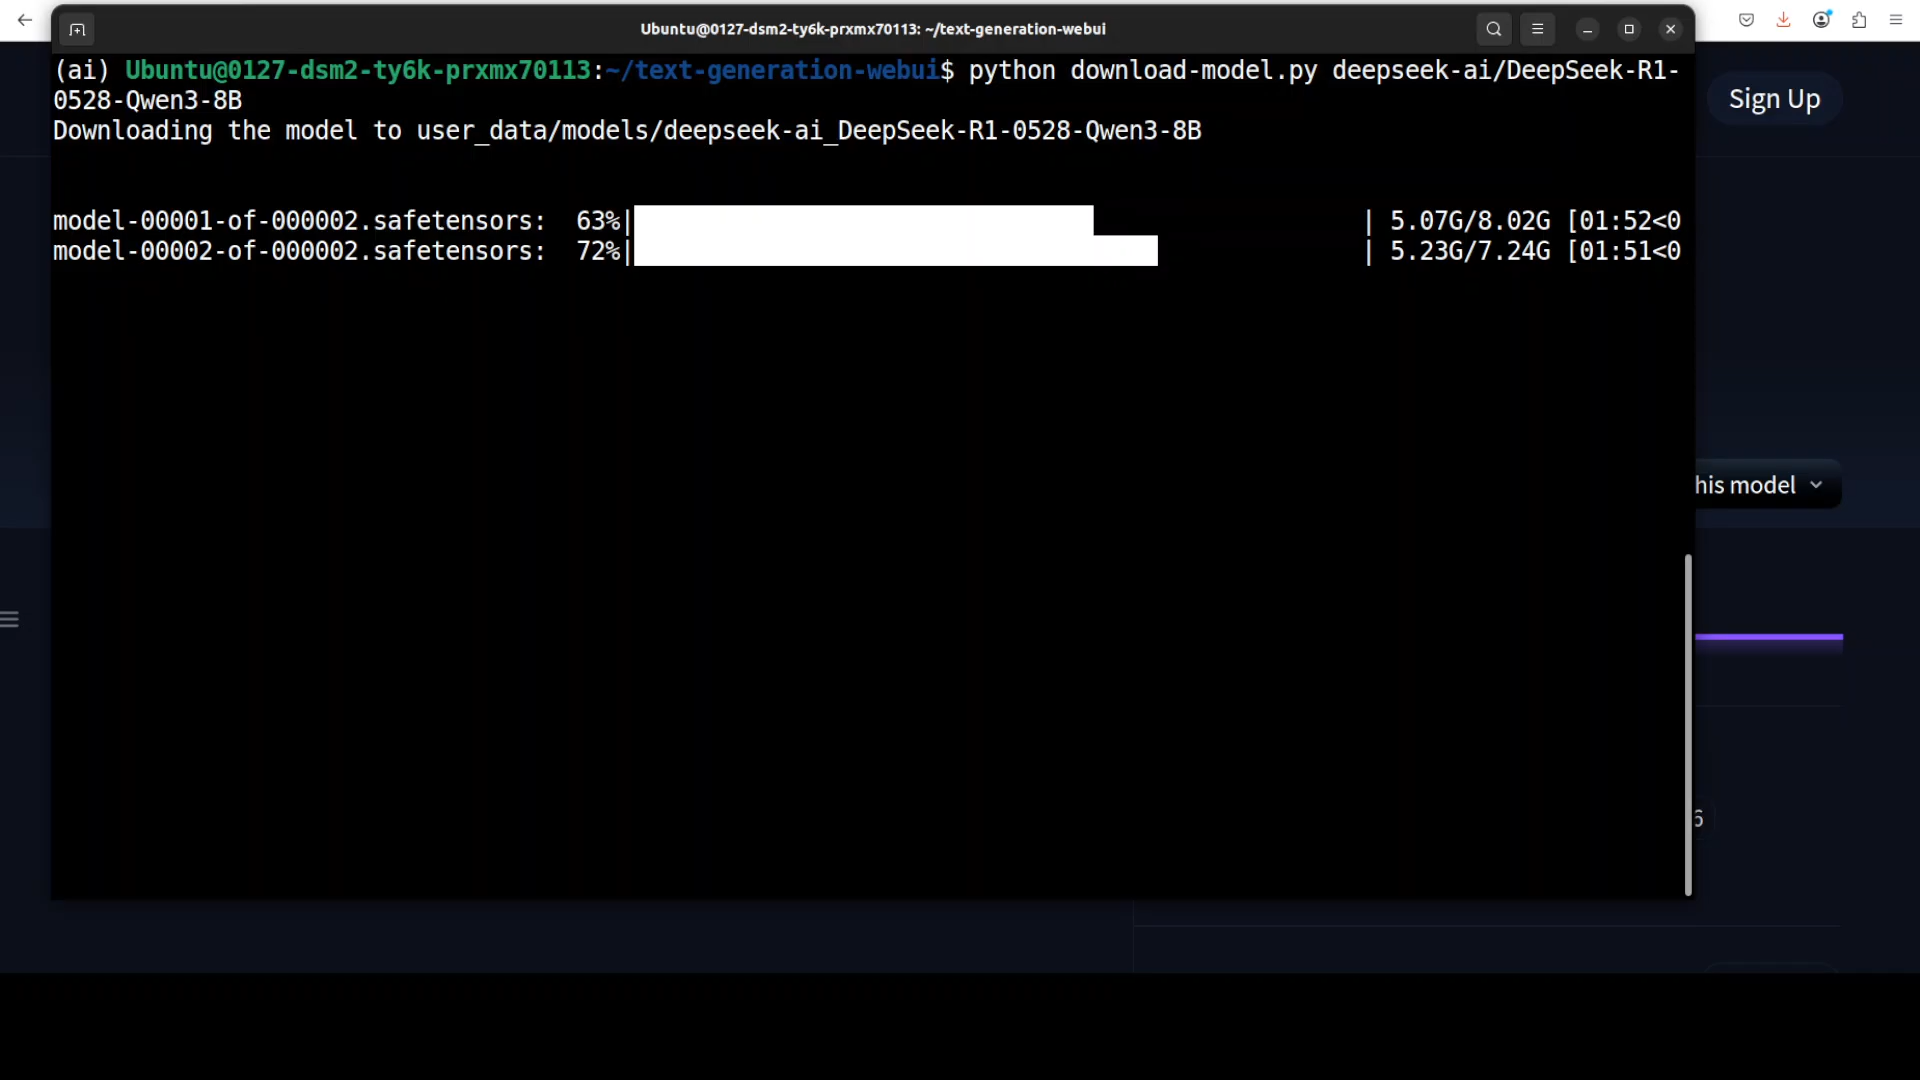 Ubuntu@0127-dsm2-ty6k-prxmx70113: ~/text-generation-webui
(ai) Ubuntu@0127-dsm2-ty6k-prxmx70113:~/text-generation-webui$ python download-model.py deepseek-ai/DeepSeek-R1-
0528-Qwen3-8B
Downloading the model to user_data/models/deepseek-ai_DeepSeek-R1-0528-Qwen3-8B
model-00001-of-000002.safetensors: 63%| | 5.07G/8.02G [01:52<0
model-00002-of-000002.safetensors: 72%| | 5.23G/7.24G [01:51<0
Sign Up
his model
6